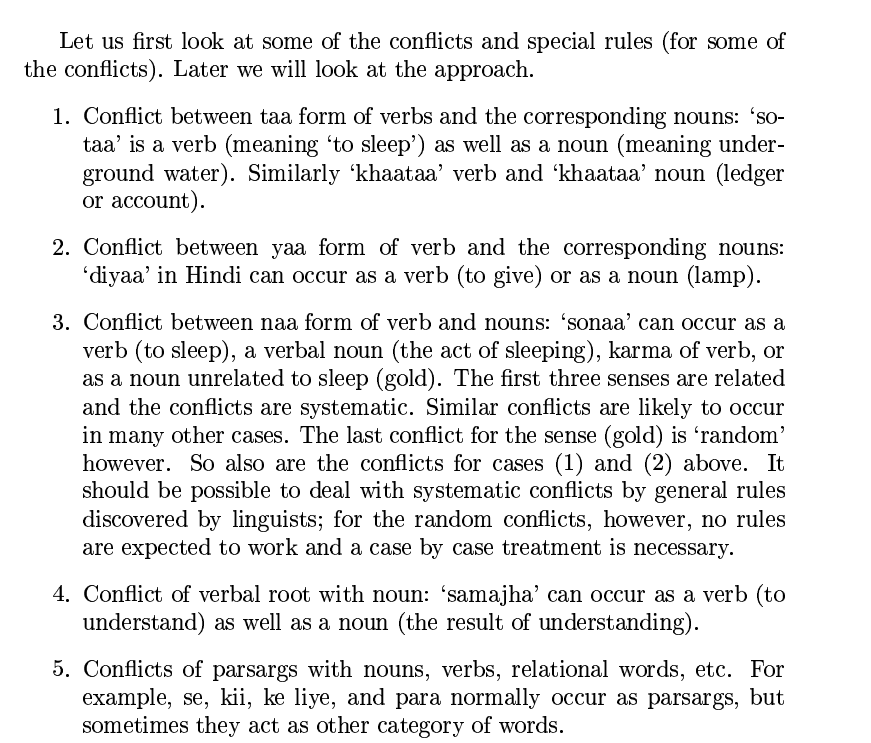 Let us first look at some of the conflicts and special rules (for some of
the conflicts). Later we will look at the approach.
1. Conflict between taa form of verbs and the corresponding nouns: ‘so-
taa’ is a verb (meaning ‘to sleep’) as well as a noun (meaning under-
ground water). Similarly ‘khaataa’ verb and ‘khaataa’ noun (ledger
or account).
2. Conflict between yaa form of verb and the corresponding nouns:
‘diyaa’ in Hindi can occur as a verb (to give) or as a noun (lamp).
3. Conflict between naa form of verb and nouns: ‘sonaa’ can occur as a
verb (to sleep), a verbal noun (the act of sleeping), karma of verb, or
as a noun unrelated to sleep (gold). The first three senses are related
and the conflicts are systematic. Similar conflicts are likely to occur
in many other cases. The last conflict for the sense (gold) is ‘random’
however. So also are the conflicts for cases (1) and (2) above. It
should be possible to deal with systematic conflicts by general rules
discovered by linguists; for the random conflicts, however, no rules
are expected to work and a case by case treatment is necessary.
4. Conflict of verbal root with noun: ‘samajha’ can occur as a verb (to
understand) as well as a noun (the result of understanding).
5. Conflicts of parsargs with nouns, verbs, relational words, etc. For
example, se, kii, ke liye, and para normally occur as parsargs, but
sometimes they act as other category of words.